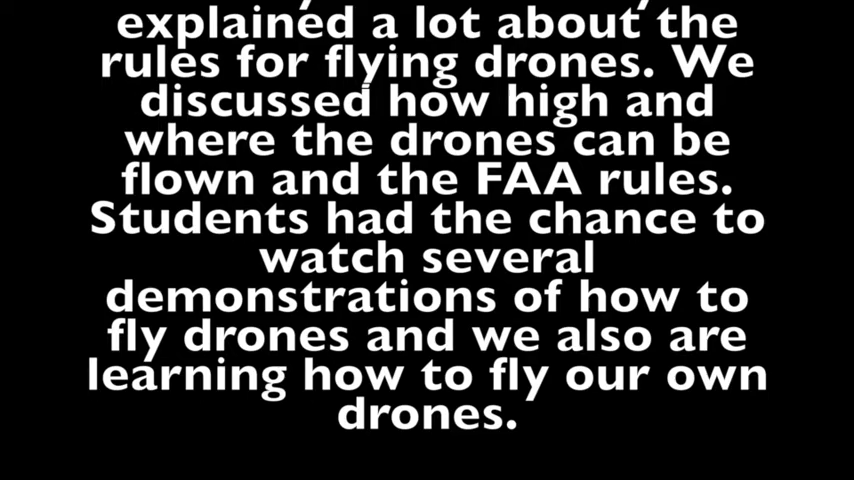 explained a lot about the
rules for flying drones. We
discussed how high and
where the drones can be
flown and the FAA rules.
Students had the chance to
watch several
demonstrations of how to
fly drones and we also are
learning how to fly our own
drones.